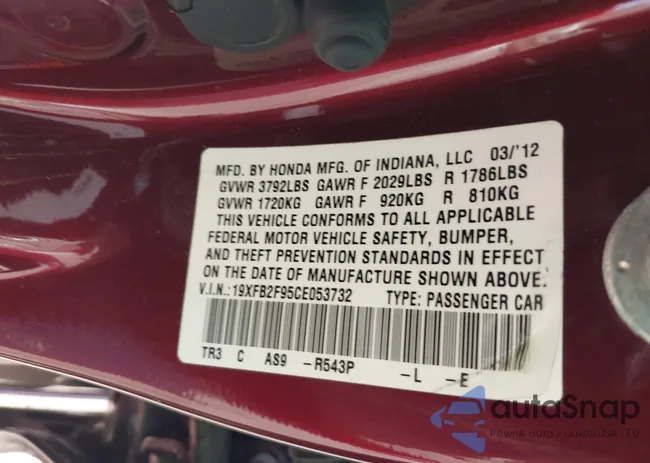 MFD. BY HONDA MFG. OF INDIANA, LLC 03/'12
GVWR 3792LBS GAWR F 2029LBS R 1786LBS
GVWR 1720KG GAWR F 920KG R 810KG
THIS VEHICLE CONFORMS TO ALL APPLICABLE
FEDERAL MOTOR VEHICLE SAFETY, BUMPER,
AND THEFT PREVENTION STANDARDS IN EFFECT
ON THE DATE OF MANUFACTURE SHOWN ABOVE.
V.I.N.:19XFB2F95CE053732 TYPE: PASSENGER CAR
TR3 C AS9 -R543P -L -E
autoSnap